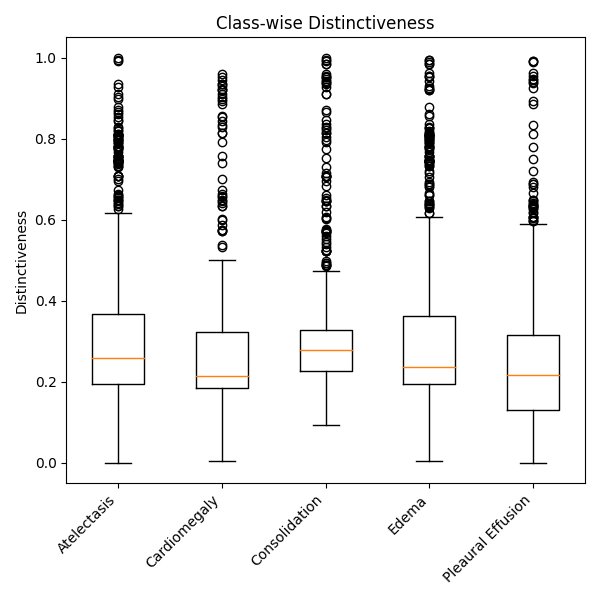 Class-wise Distinctiveness
Distinctiveness
1.0
0.8
0.6
0.4
0.2
0.0
Atelectasis
Cardiomegaly
Consolidation
Edema
Pleaural Effusion